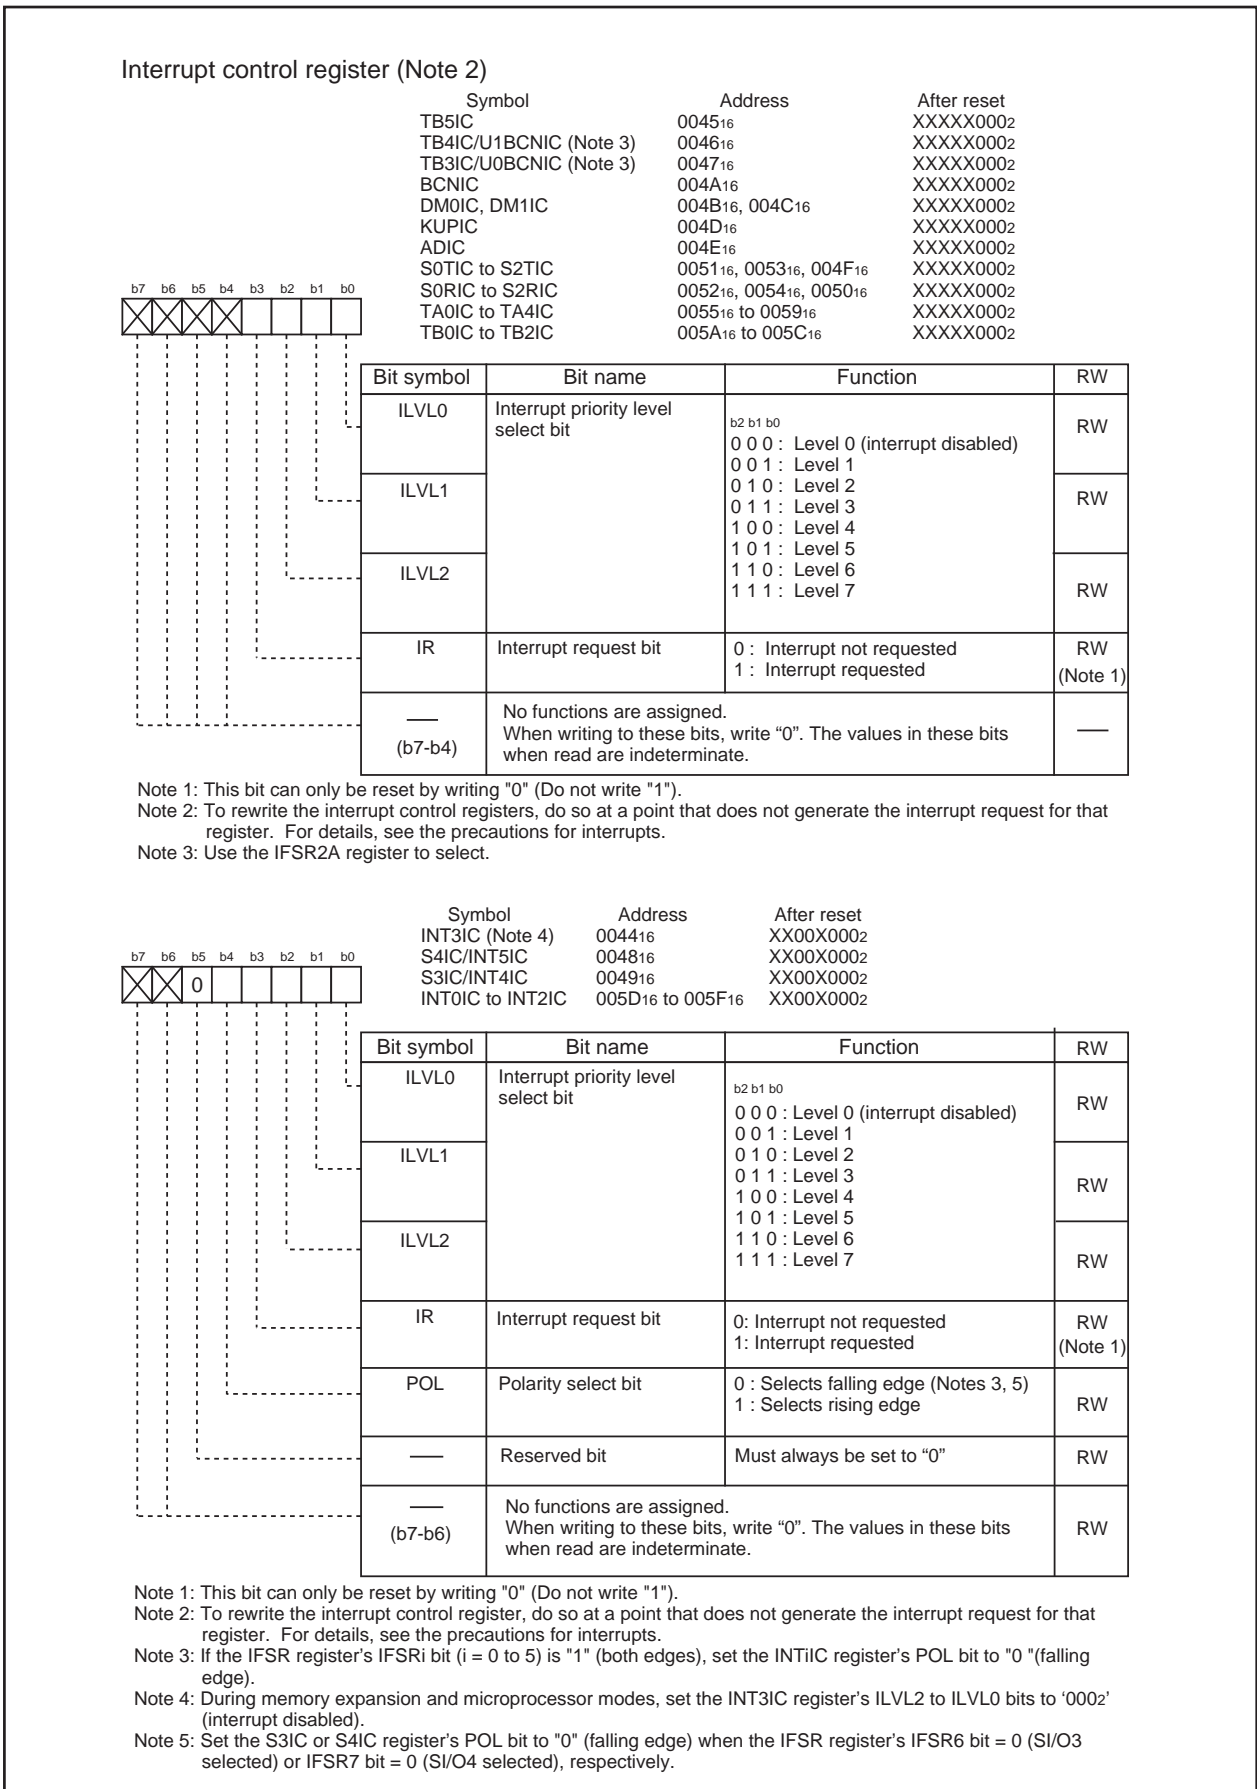 Interrupt control register (Note 2)
Symbol Address After reset
TB5IC 004516 XXXXX0002
TB4IC/U1BCNIC (Note 3) 004616 XXXXX0002
TB3IC/U0BCNIC (Note 3) 004716 XXXXX0002
BCNIC 004A16 XXXXX0002
DM0IC, DM1IC 004B16, 004C16 XXXXX0002
KUPIC 004D16 XXXXX0002
ADIC 004E16 XXXXX0002
S0TIC to S2TIC 005116, 005316, 004F16 XXXXX0002
S0RIC to S2RIC 005216, 005416, 005016 XXXXX0002
TA0IC to TA4IC 005516 to 005916 XXXXX0002
TB0IC to TB2IC 005A16 to 005C16 XXXXX0002
b7 b6 b5 b4 b3 b2 b1 b0
Bit symbol Bit name Function RW
ILVL0 Interrupt priority level
select bit
b2 b1 b0
RW
0 0 0 : Level 0 (interrupt disabled)
0 0 1 : Level 1
0 1 0 : Level 2
ILVL1
0 1 1 : Level 3
RW
1 0 0 : Level 4
1 0 1 : Level 5
ILVL2
1 1 0 : Level 6
1 1 1 : Level 7
RW
IR Interrupt request bit 0 : Interrupt not requested RW
1 : Interrupt requested (Note 1)
—
(b7-b4)
No functions are assigned.
When writing to these bits, write “0”. The values in these bits
when read are indeterminate.
—
Note 1: This bit can only be reset by writing "0" (Do not write "1").
Note 2: To rewrite the interrupt control registers, do so at a point that does not generate the interrupt request for that
register. For details, see the precautions for interrupts.
Note 3: Use the IFSR2A register to select.
Symbol Address After reset
INT3IC (Note 4) 004416 XX00X0002
S4IC/INT5IC 004816 XX00X0002
S3IC/INT4IC 004916 XX00X0002
INT0IC to INT2IC 005D16 to 005F16 XX00X0002
b7 b6 b5 b4 b3 b2 b1 b0
0
Bit symbol Bit name Function RW
ILVL0 Interrupt priority level
select bit
b2 b1 b0
RW
0 0 0 : Level 0 (interrupt disabled)
0 0 1 : Level 1
ILVL1
0 1 0 : Level 2
0 1 1 : Level 3
RW
1 0 0 : Level 4
1 0 1 : Level 5
ILVL2
1 1 0 : Level 6
1 1 1 : Level 7
RW
IR Interrupt request bit 0: Interrupt not requested RW
1: Interrupt requested (Note 1)
POL Polarity select bit 0 : Selects falling edge (Notes 3, 5)
1 : Selects rising edge
RW
— Reserved bit Must always be set to “0” RW
—
(b7-b6)
No functions are assigned.
When writing to these bits, write “0”. The values in these bits
when read are indeterminate.
RW
Note 1: This bit can only be reset by writing "0" (Do not write "1").
Note 2: To rewrite the interrupt control register, do so at a point that does not generate the interrupt request for that
register. For details, see the precautions for interrupts.
Note 3: If the IFSR register's IFSRi bit (i = 0 to 5) is "1" (both edges), set the INTiIC register's POL bit to "0 "(falling
edge).
Note 4: During memory expansion and microprocessor modes, set the INT3IC register's ILVL2 to ILVL0 bits to ‘0002’
(interrupt disabled).
Note 5: Set the S3IC or S4IC register's POL bit to "0" (falling edge) when the IFSR register's IFSR6 bit = 0 (SI/O3
selected) or IFSR7 bit = 0 (SI/O4 selected), respectively.